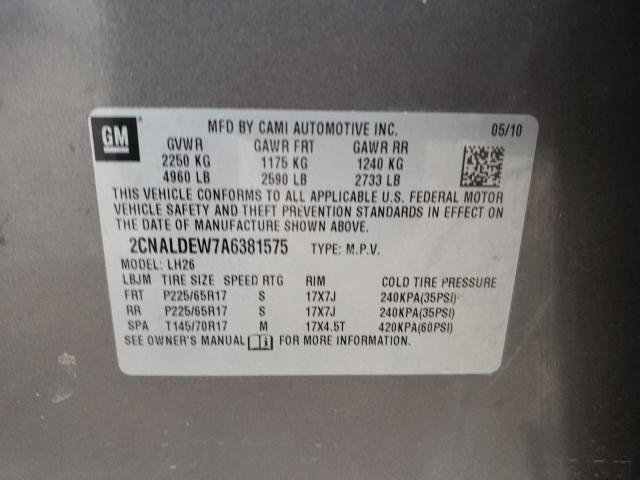 GM
MFD BY CAMI AUTOMOTIVE INC. 05/10
GVWR GAWR FRT GAWR RR
2250 KG 1175 KG 1240 KG
4960 LB 2590 LB 2733 LB
THIS VEHICLE CONFORMS TO ALL APPLICABLE U.S. FEDERAL MOTOR
VEHICLE SAFETY AND THEFT PREVENTION STANDARDS IN EFFECT ON
THE DATE OF MANUFACTURE SHOWN ABOVE.
2CNALDEW7A6381575 TYPE: M.P.V.
MODEL: LH26
LBJM TIRE SIZE SPEED RTG RIM COLD TIRE PRESSURE
FRT P225/65R17 S 17X7J 240KPA(35PSI)
RR P225/65R17 S 17X7J 240KPA(35PSI)
SPA T145/70R17 M 17X4.5T 420KPA(60PSI)
SEE OWNER'S MANUAL FOR MORE INFORMATION.